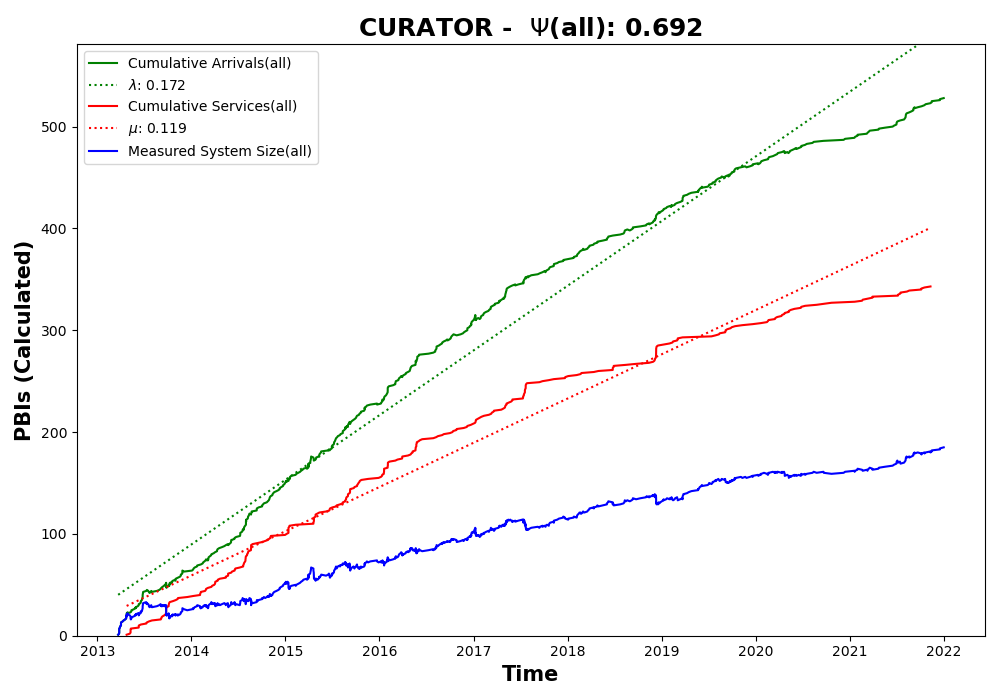 CURATOR - Ψ(all): 0.692
Cumulative Arrivals(all)
λ: 0.172
Cumulative Services(all)
μ: 0.119
Measured System Size(all)
PBIs (Calculated)
500
400
300
200
100
0
2013 2014 2015 2016 2017 2018 2019 2020 2021 2022
Time